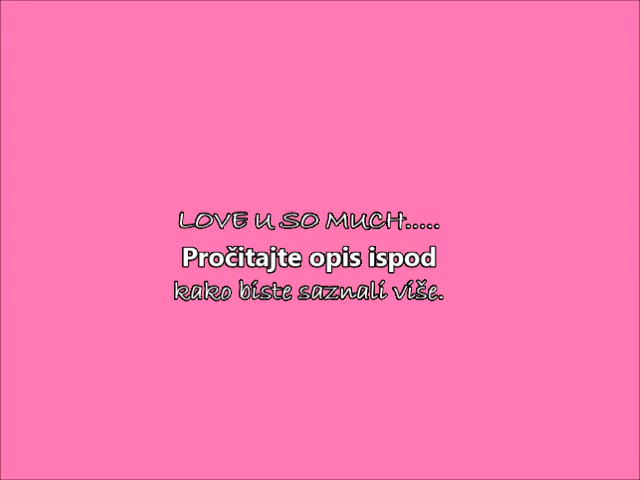 LOVE U SO MUCH.....
Pročitajte opis ispod
kako biste saznali više.